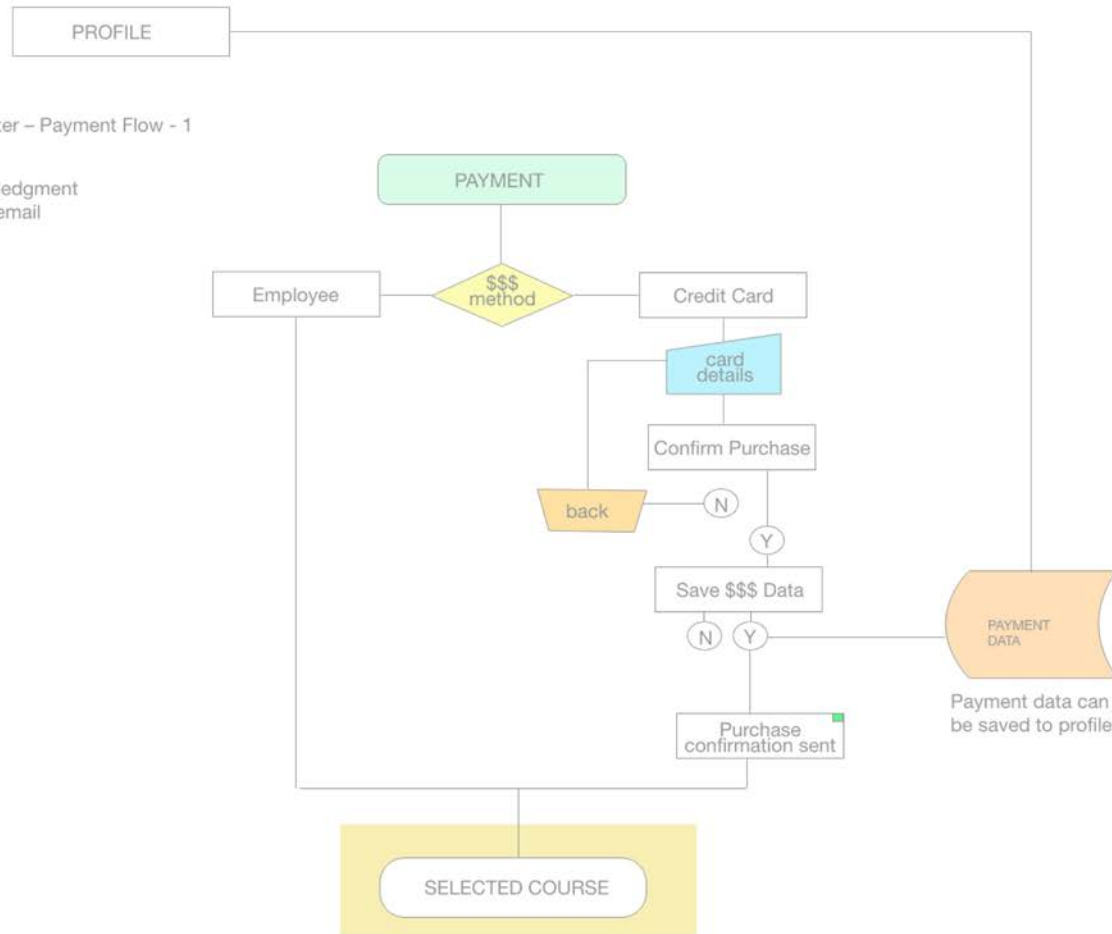 PROFILE
ter – Payment Flow - 1
ledgment
email
PAYMENT
$$$
method
Employee
Credit Card
card
details
Confirm Purchase
back
N
Y
Save $$$ Data
N
Y
PAYMENT
DATA
Payment data can
be saved to profile
Purchase
confirmation sent
SELECTED COURSE